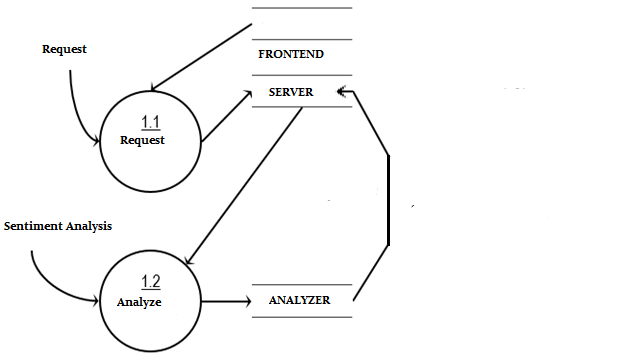 Request
FRONTEND
SERVER
1.1
Request
Sentiment Analysis
1.2
Analyze
ANALYZER